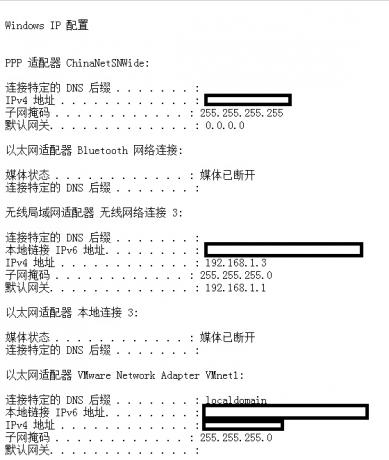 Windows IP 配置
PPP 适配器 ChinaNetSNWide:
连接特定的 DNS 后缀 . . . . . . . :
IPv4 地址 . . . . . . . . . . . . :
子网掩码 . . . . . . . . . . . . : 255.255.255.255
默认网关. . . . . . . . . . . . . : 0.0.0.0
以太网适配器 Bluetooth 网络连接:
媒体状态 . . . . . . . . . . . . : 媒体已断开
连接特定的 DNS 后缀 . . . . . . . :
无线局域网适配器 无线网络连接 3:
连接特定的 DNS 后缀 . . . . . . . :
本地链接 IPv6 地址. . . . . . . . :
IPv4 地址 . . . . . . . . . . . . : 192.168.1.3
子网掩码 . . . . . . . . . . . . : 255.255.255.0
默认网关. . . . . . . . . . . . . : 192.168.1.1
以太网适配器 本地连接 3:
媒体状态 . . . . . . . . . . . . : 媒体已断开
连接特定的 DNS 后缀 . . . . . . . :
以太网适配器 VMware Network Adapter VMnet1:
连接特定的 DNS 后缀 . . . . . . . : localdomain
本地链接 IPv6 地址. . . . . . . . :
IPv4 地址 . . . . . . . . . . . . :
子网掩码 . . . . . . . . . . . . : 255.255.255.0
默认网关. . . . . . . . . . . . . :